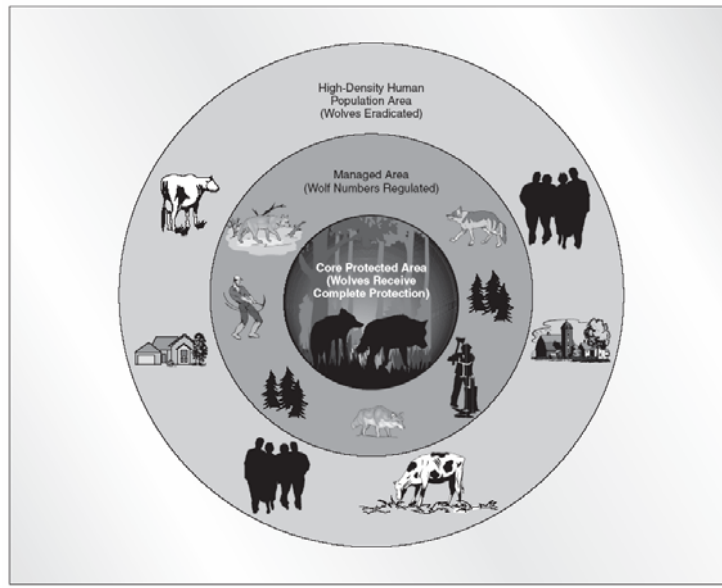 High-Density Human
Population Area
(Wolves Eradicated)
Managed Area
(Wolf Numbers Regulated)
Core Protected Area
(Wolves Receive
Complete Protection)